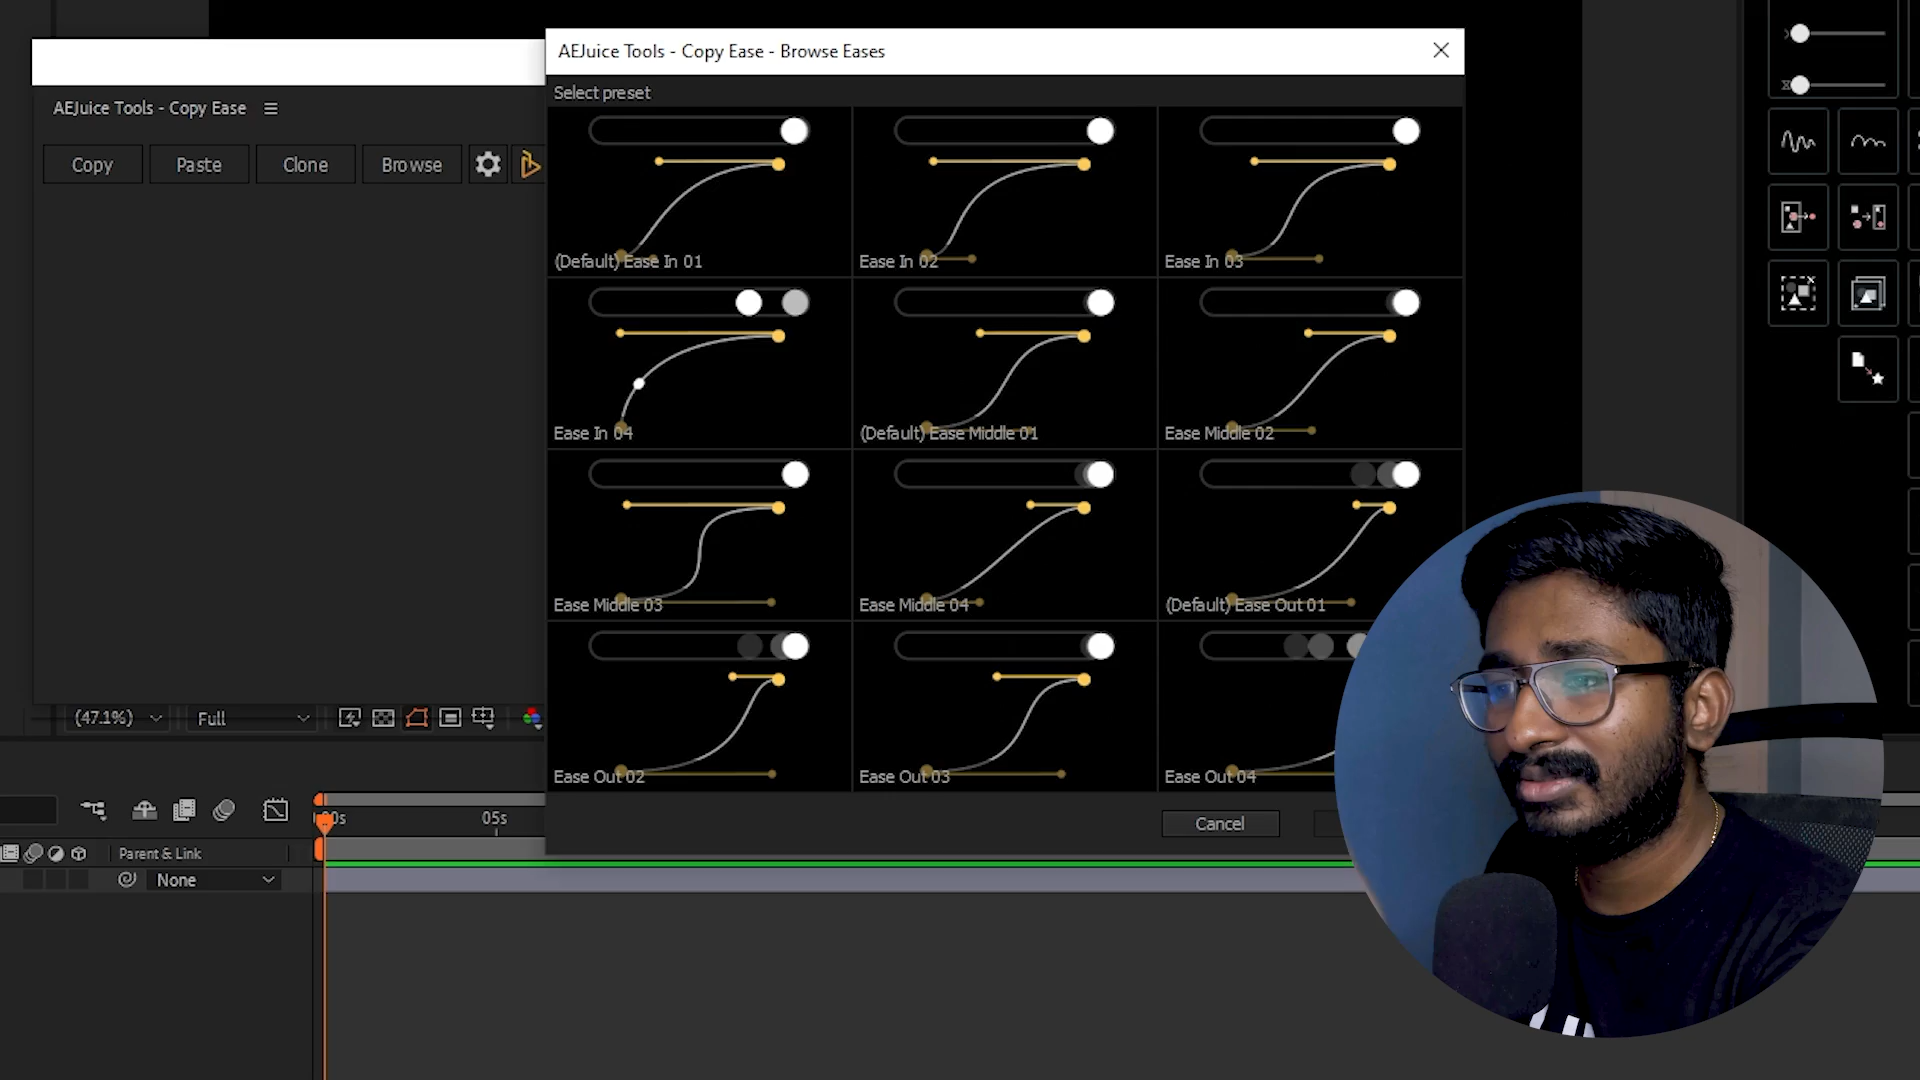 AEJuice Tools - Copy Ease - Browse Eases
Select preset
AEJuice Tools - Copy Ease
Copy
Paste
Clone
Browse
(Default) Ease In 01
Ease In 02
Ease In 03
Ease In 04
(Default) Ease Middle 01
Ease Middle 02
Ease Middle 03
Ease Middle 04
(Default) Ease Out 01
Ease Out 02
Ease Out 03
Ease Out 04
(47.1%)
Full
05s
Cancel
Parent & Link
None